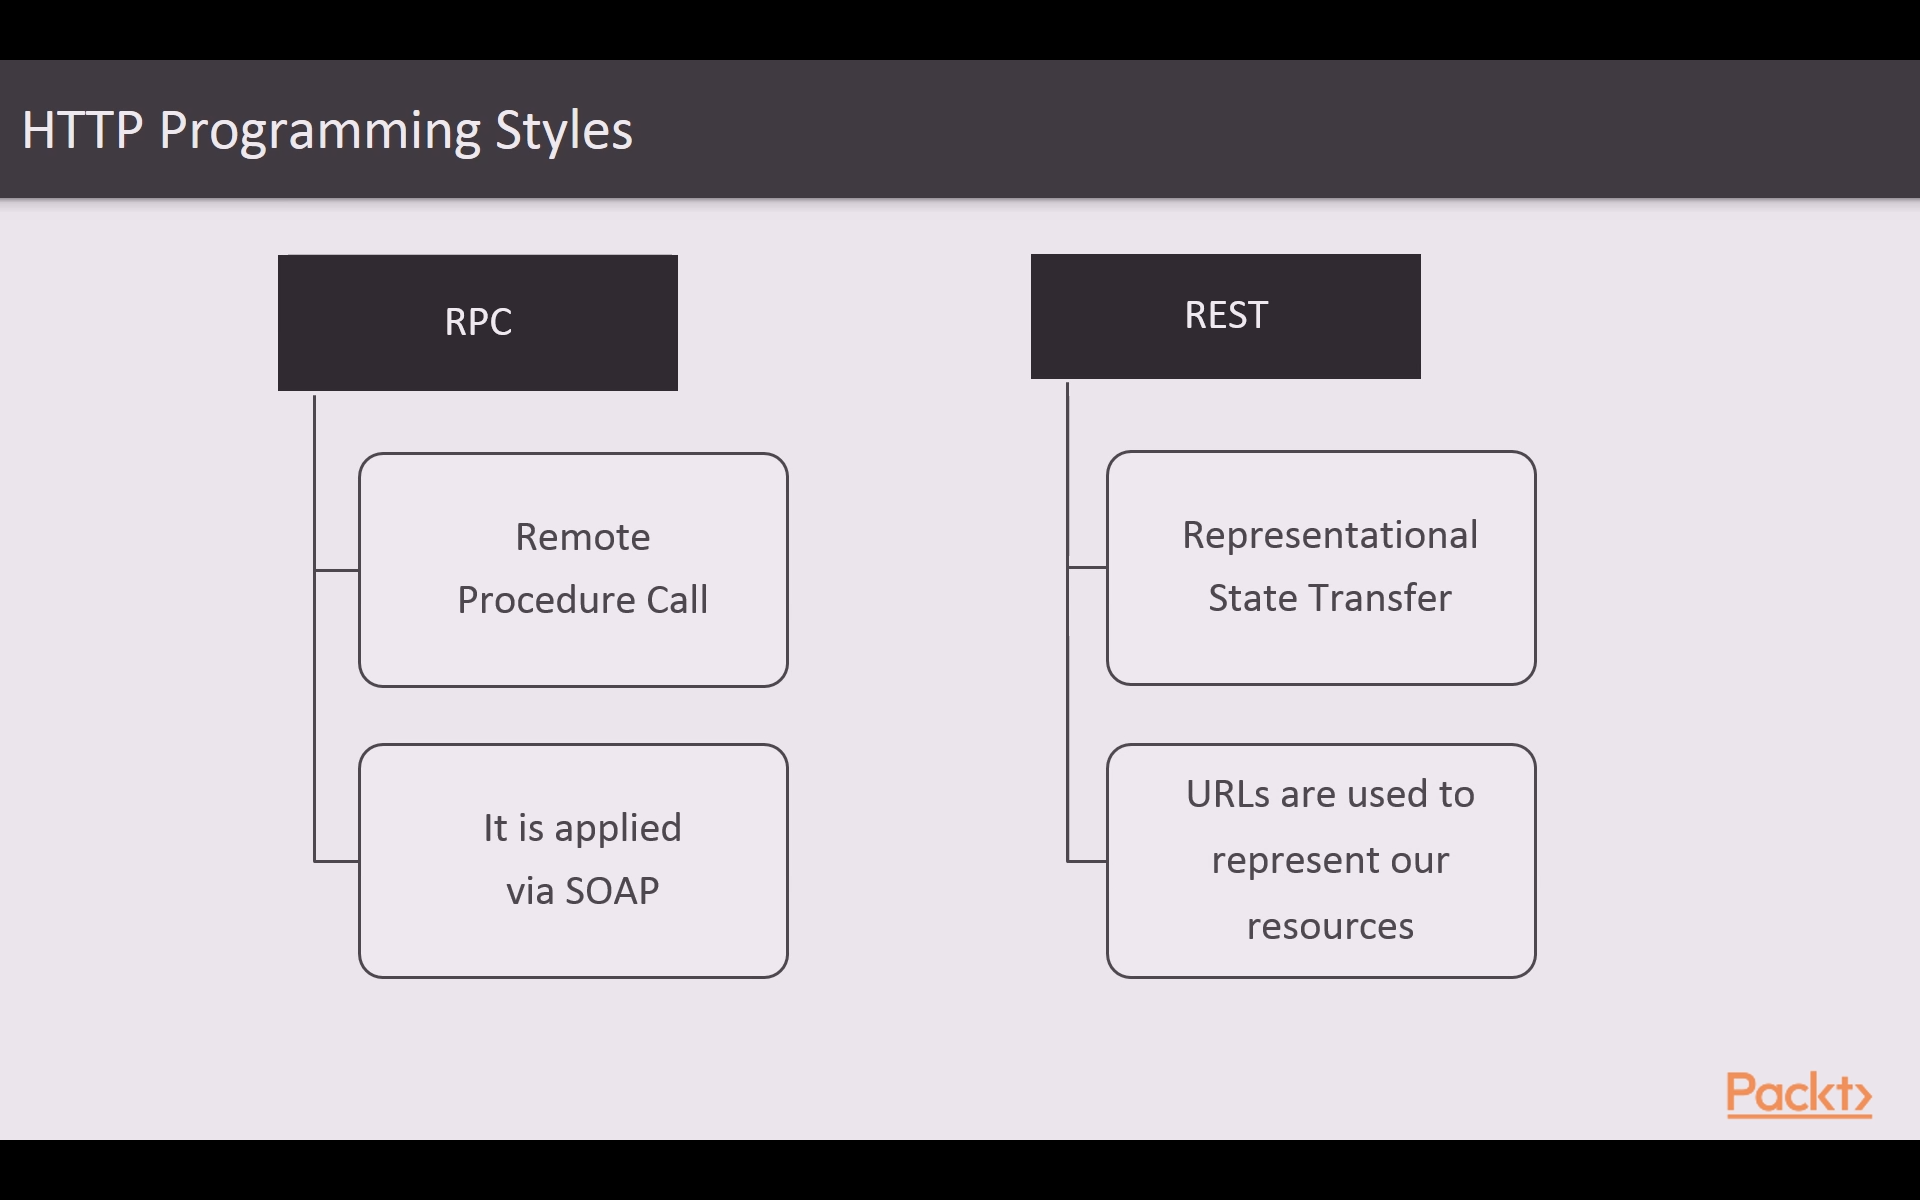 HTTP Programming Styles
RPC
Remote
Procedure Call
It is applied
via SOAP
REST
Representational
State Transfer
URLs are used to
represent our
resources
Packt>